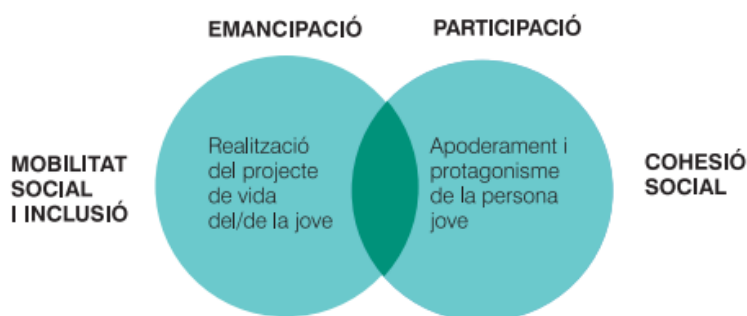 EMANCIPACIÓ
PARTICIPACIÓ
MOBILITAT
SOCIAL
I INCLUSIÓ
Realització
del projecte
de vida
del/de la jove
Apoderament i
protagonisme
de la persona
jove
COHESIÓ
SOCIAL